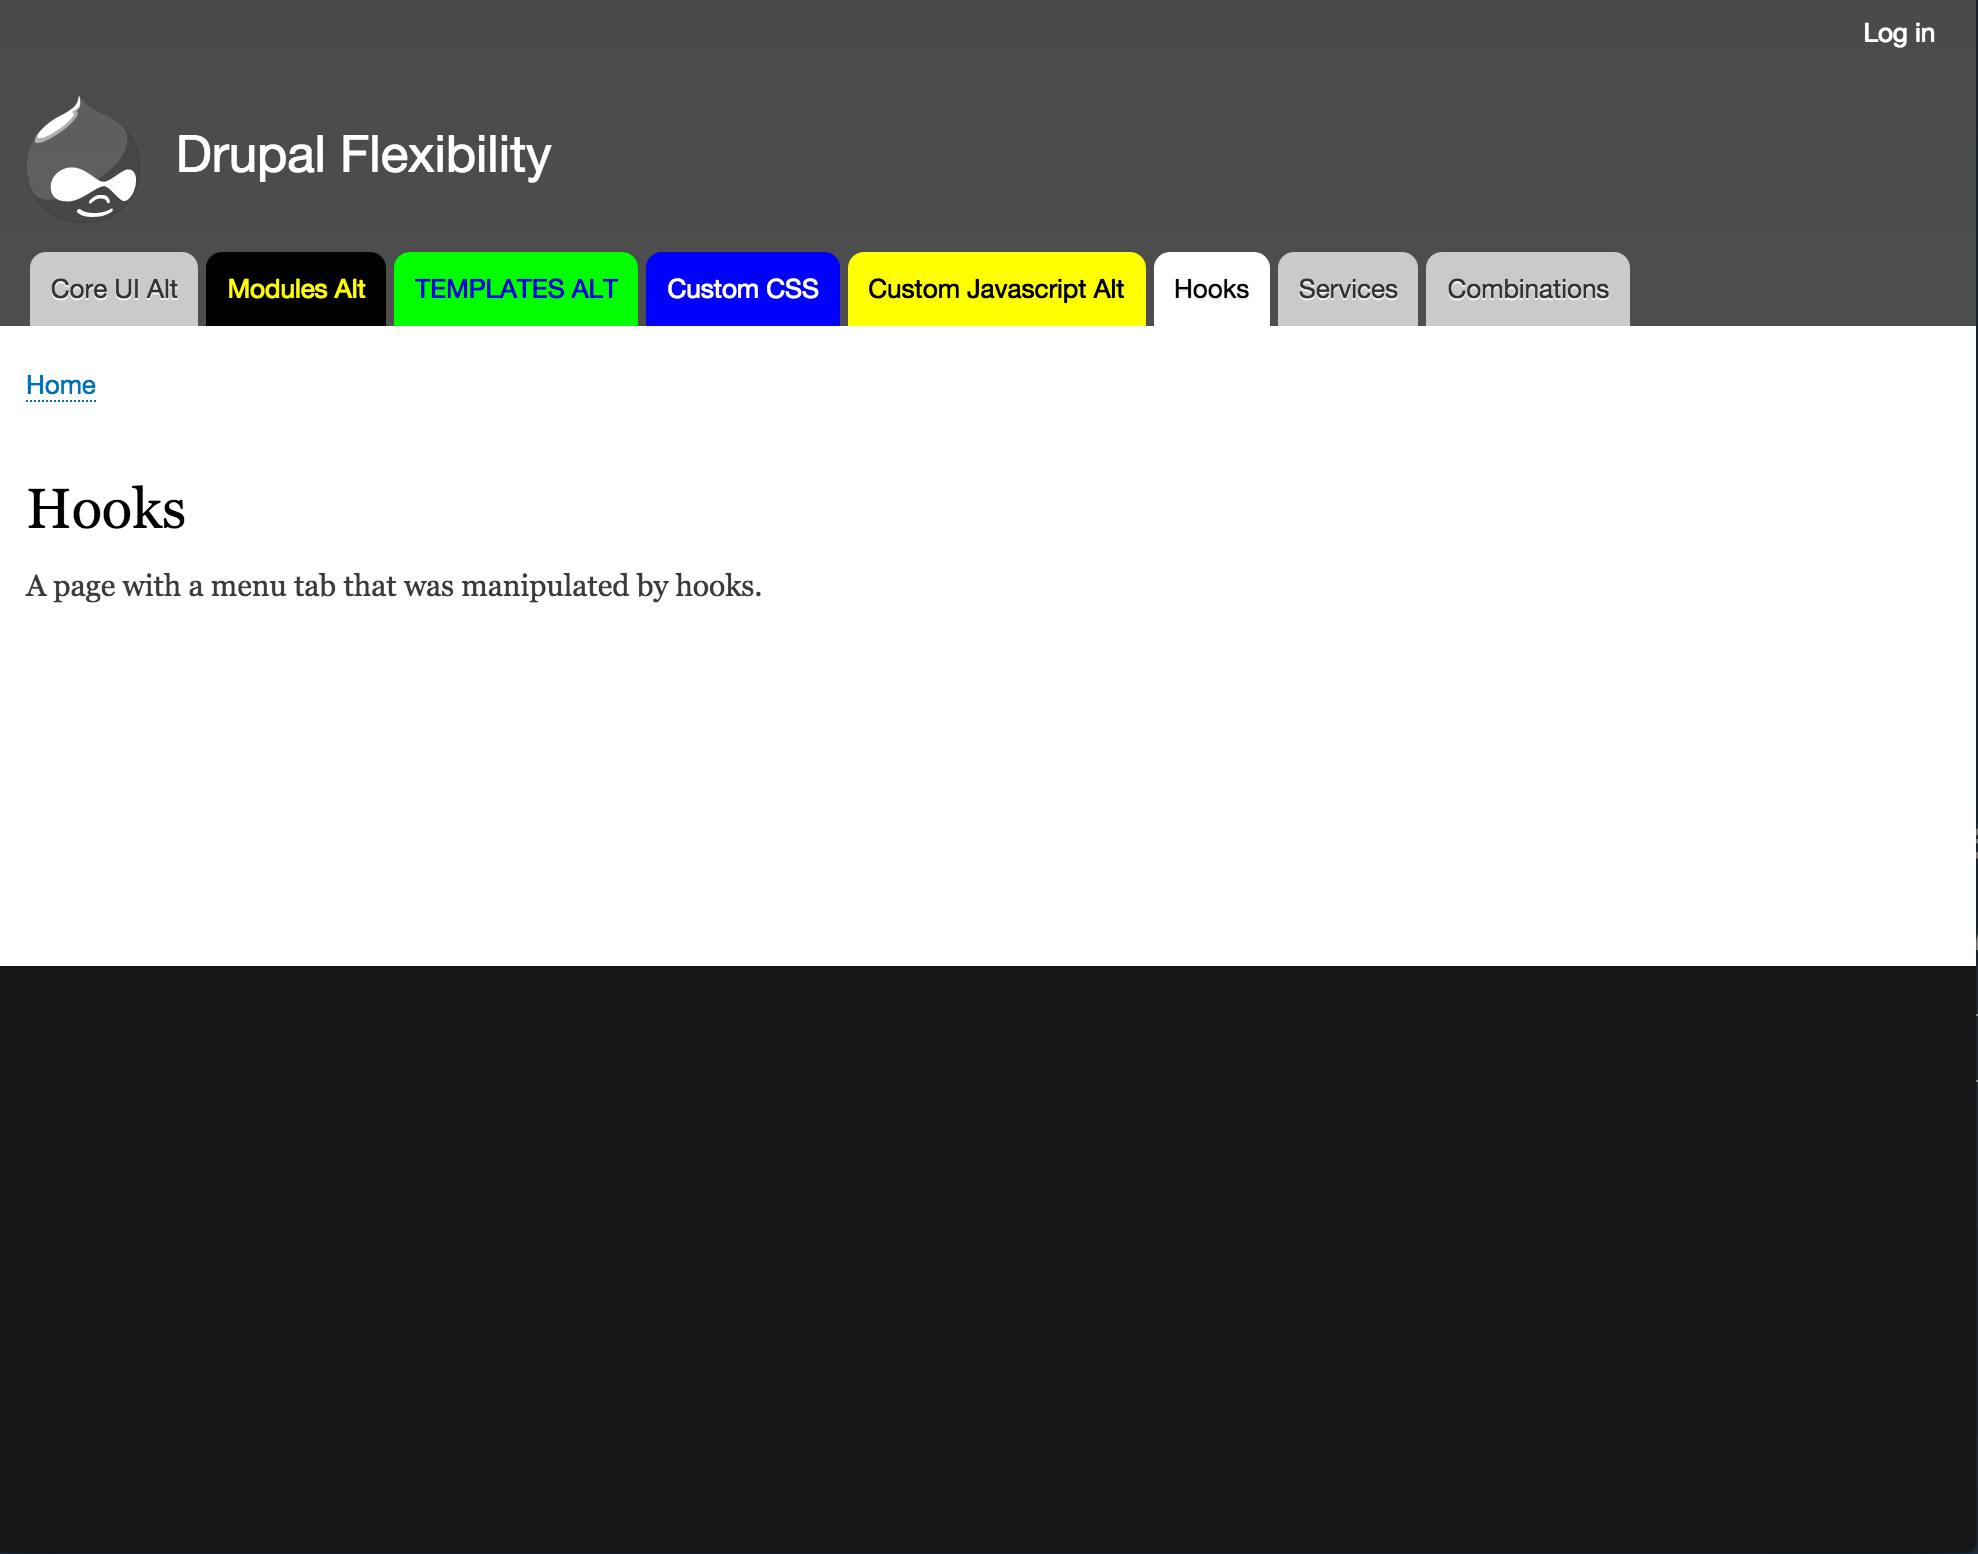 Log in
Drupal Flexibility
Core UI Alt Modules Alt TEMPLATES ALT Custom CSS Custom Javascript Alt Hooks Services Combinations
Home
Hooks
A page with a menu tab that was manipulated by hooks.